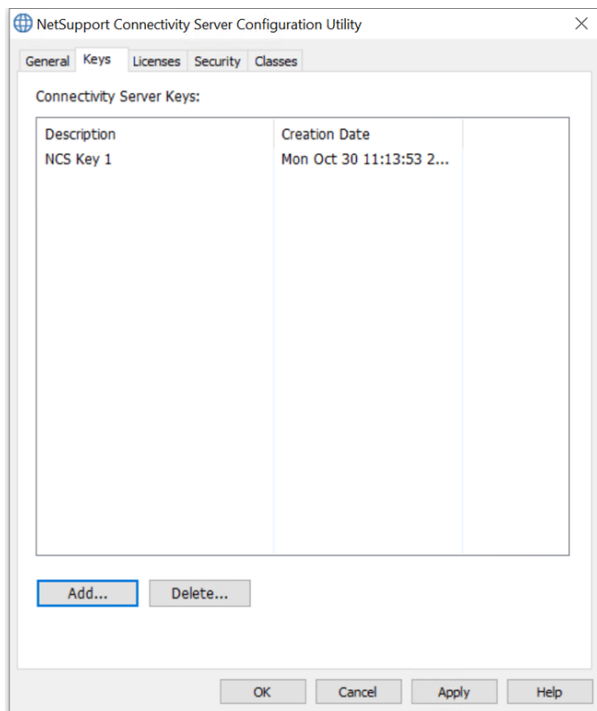 NetSupport Connectivity Server Configuration Utility
General Keys Licenses Security Classes
Connectivity Server Keys:
Description Creation Date
NCS Key 1 Mon Oct 30 11:13:53 2...
Add... Delete...
OK Cancel Apply Help